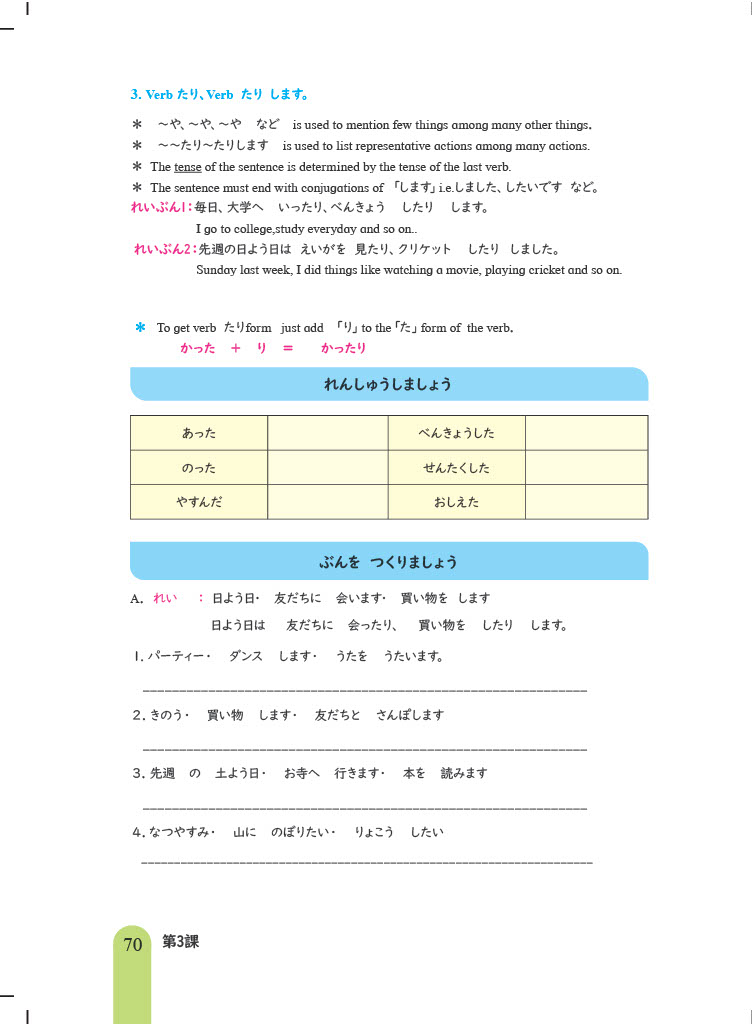 3. Verb たり、Verb たり します。
＊ ～や、～や、～や など is used to mention few things among many other things.
＊ ～～たり～たりします is used to list representative actions among many actions.
＊ The tense of the sentence is determined by the tense of the last verb.
＊ The sentence must end with conjugations of 「します」i.e.しました、したいです など。
れいぶん1：毎日、大学へ いったり、べんきょう したり します。
I go to college,study everyday and so on..
れいぶん2：先週の日よう日は えいがを 見たり、クリケット したり しました。
Sunday last week, I did things like watching a movie, playing cricket and so on.
＊ To get verb たりform just add 「り」to the「た」form of the verb.
かった ＋ り ＝ かったり
れんしゅうしましょう
あった べんきょうした
のった せんたくした
やすんだ おしえた
ぶんを つくりましょう
A. れい ： 日よう日・ 友だちに 会います・ 買い物を します
日よう日は 友だちに 会ったり、 買い物を したり します。
1. パーティー・ ダンス します・ うたを うたいます。
2. きのう・ 買い物 します・ 友だちと さんぽします
3. 先週 の 土よう日・ お寺へ 行きます・ 本を 読みます
4. なつやすみ・ 山に のぼりたい・ りょこう したい
70 第3課